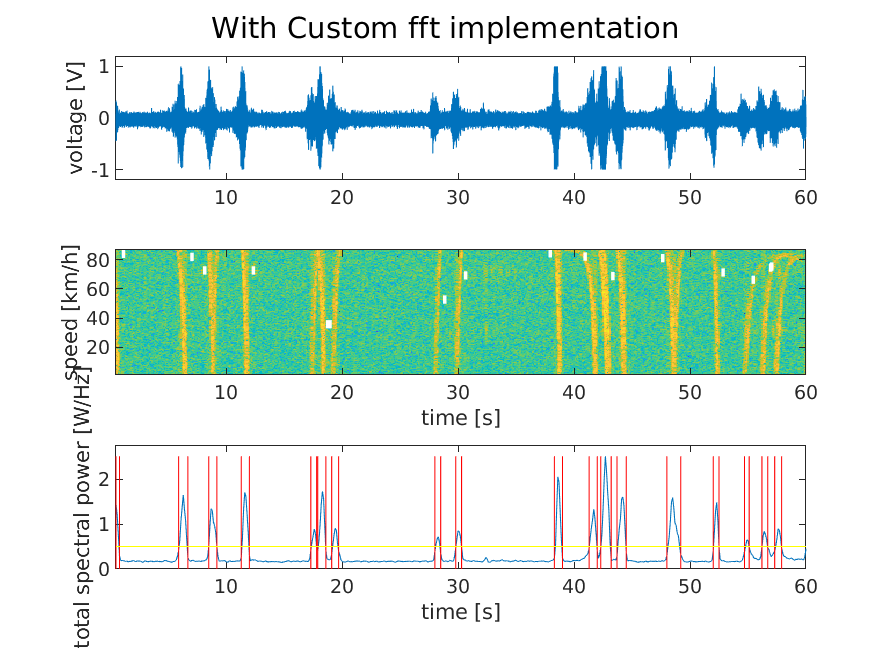 With Custom fft implementation
voltage [V]
1
0
-1
10 20 30 40 50 60
speed [km/h]
80
60
40
20
10 20 30 40 50 60
time [s]
total spectral power [W/Hz]
2
1
0
10 20 30 40 50 60
time [s]